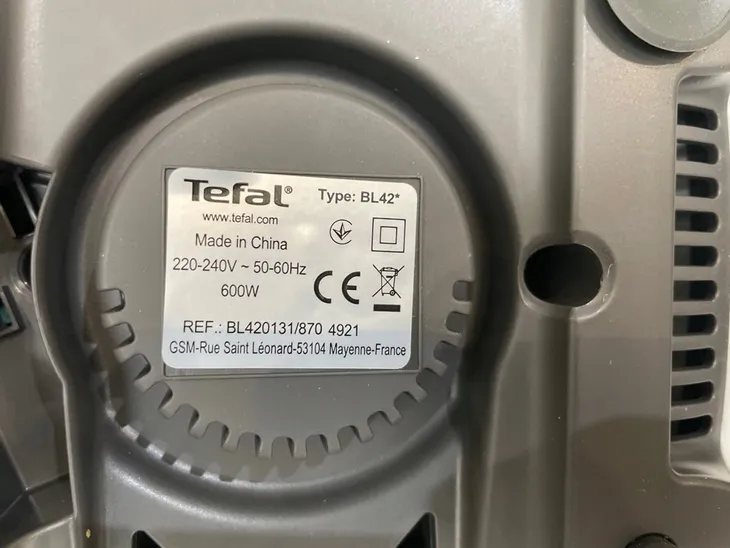 Tefal®
Type: BL42*
www.tefal.com
Made in China
220-240V ~ 50-60Hz
600W
CE
REF.: BL420131/870 4921
GSM-Rue Saint Léonard-53104 Mayenne-France